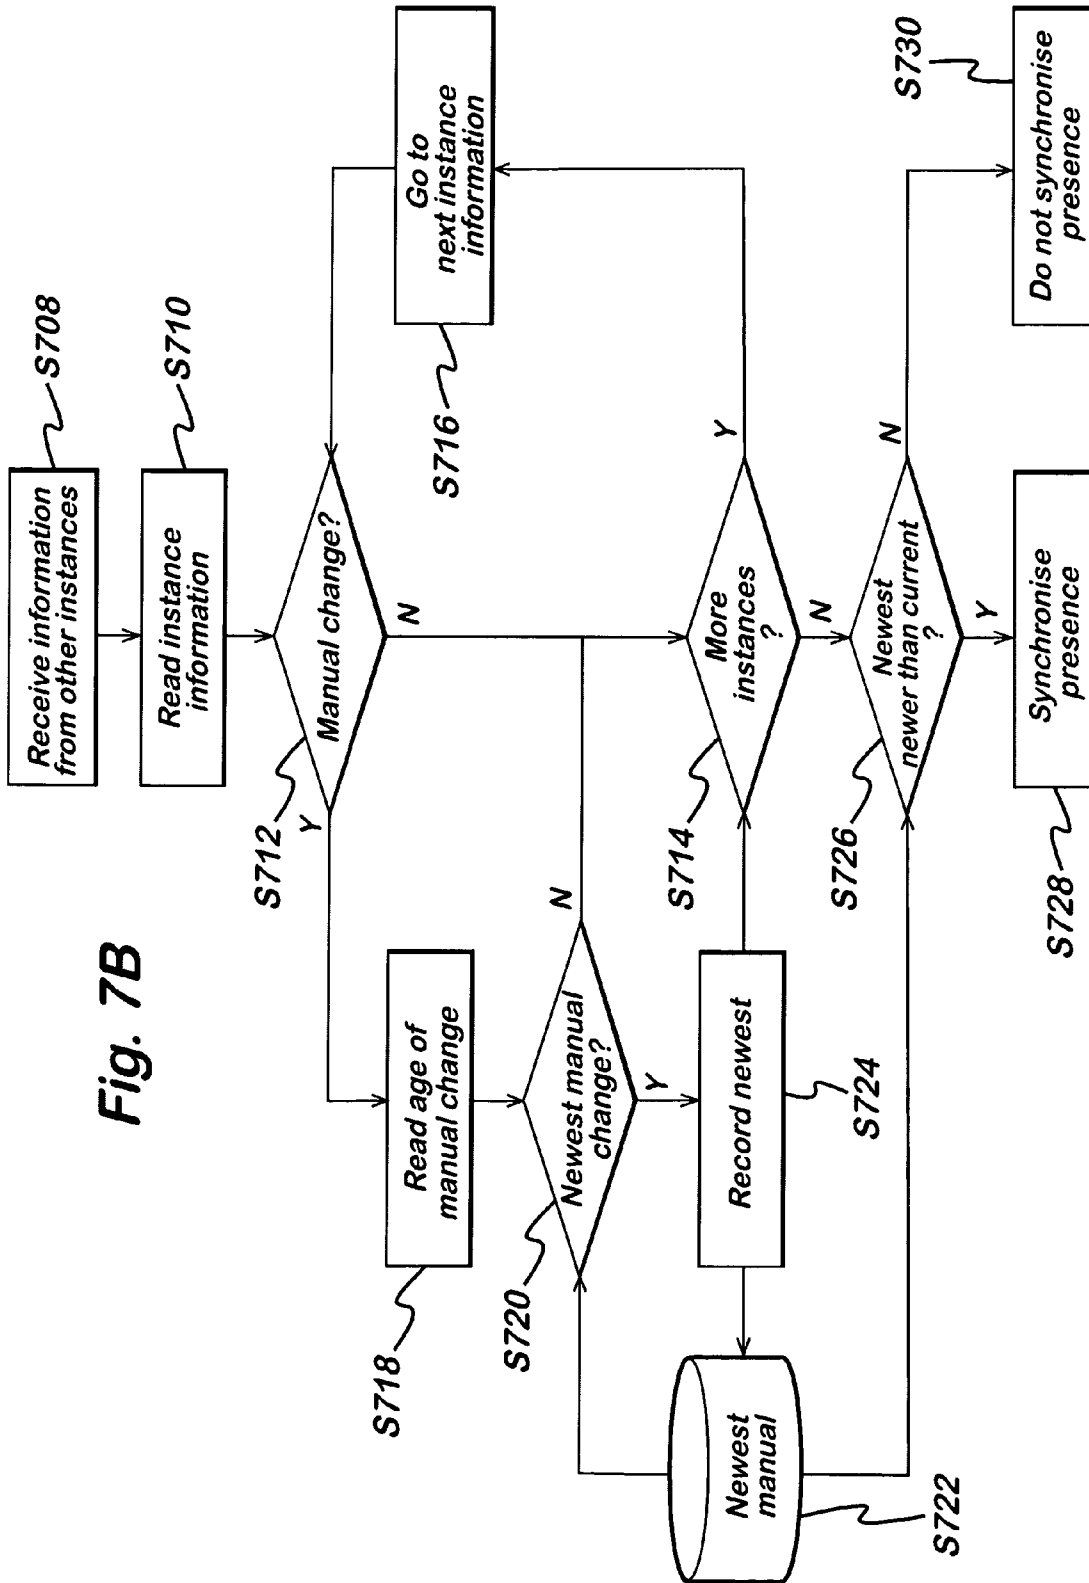 Fig. 7B
Receive information
from other instances
S708
Read instance
information
S710
Manual change?
S712
Y
N
Go to
next instance
information
S716
Read age of
manual change
S718
Newest manual
change?
S720
N
Y
Newest
manual
S722
Record newest
S724
More
instances
?
S714
Y
N
Newest
newer than current
?
S726
N
Y
Synchronise
presence
S728
Do not synchronise
presence
S730